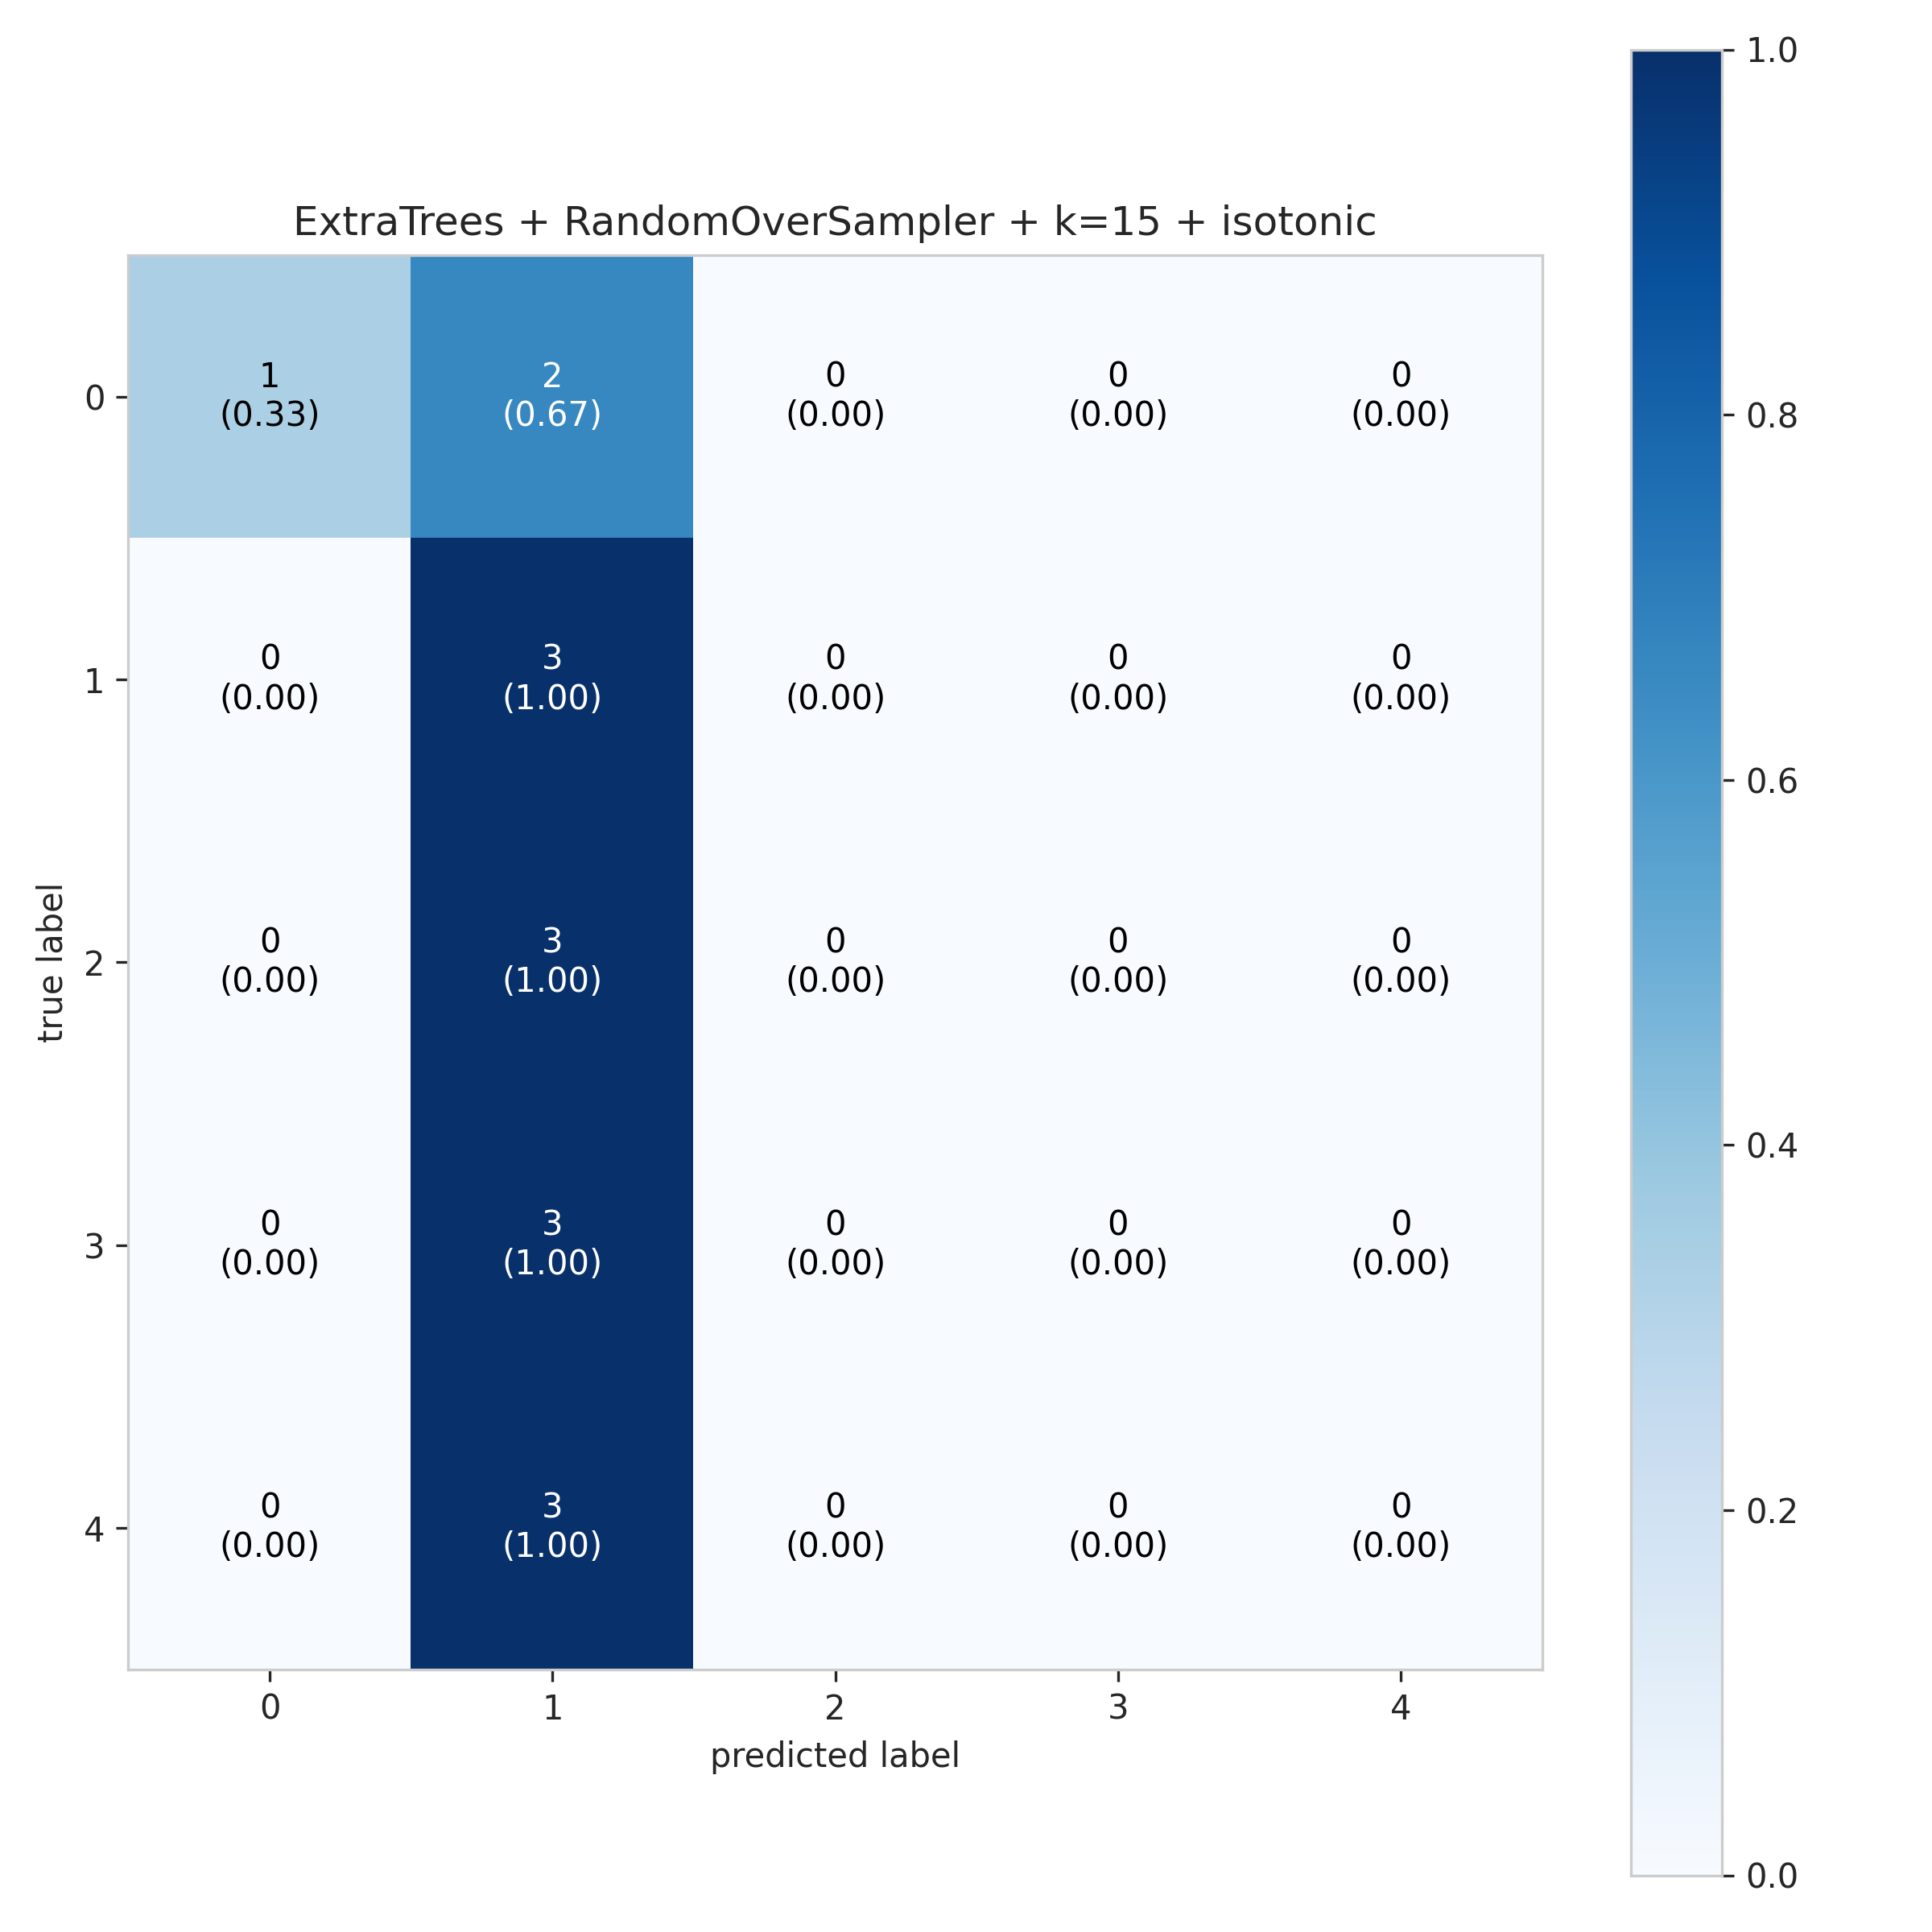 ExtraTrees + RandomOverSampler + k=15 + isotonic
1 2 0 0 0
(0.33) (0.67) (0.00) (0.00) (0.00)
0
0 3 0 0 0
(0.00) (1.00) (0.00) (0.00) (0.00)
1
0 3 0 0 0
(0.00) (1.00) (0.00) (0.00) (0.00)
2
0 3 0 0 0
(0.00) (1.00) (0.00) (0.00) (0.00)
3
0 3 0 0 0
(0.00) (1.00) (0.00) (0.00) (0.00)
4
true label
0 1 2 3 4
predicted label
1.0
0.8
0.6
0.4
0.2
0.0